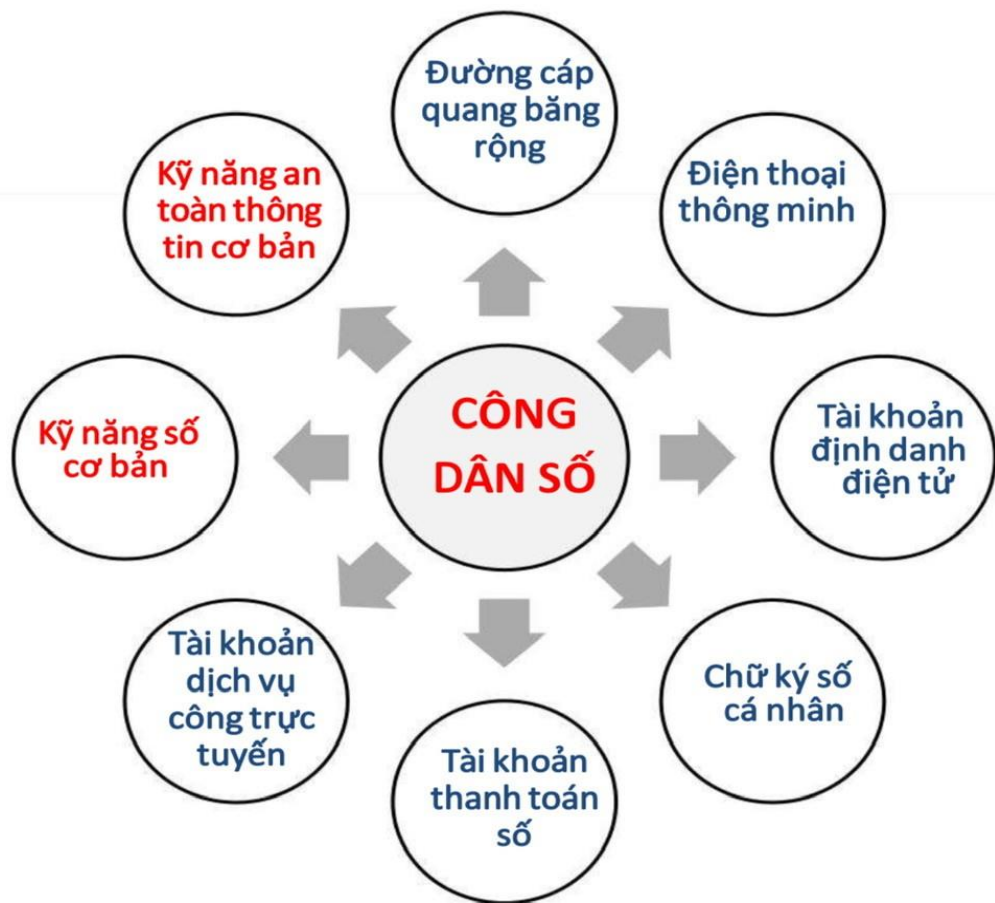 Đường cáp
quang băng
rộng
Điện thoại
thông minh
Tài khoản
định danh
điện tử
Chữ ký số
cá nhân
Tài khoản
thanh toán
số
Tài khoản
dịch vụ
công trực
tuyến
Kỹ năng số
cơ bản
Kỹ năng an
toàn thông
tin cơ bản
CÔNG
DÂN SỐ